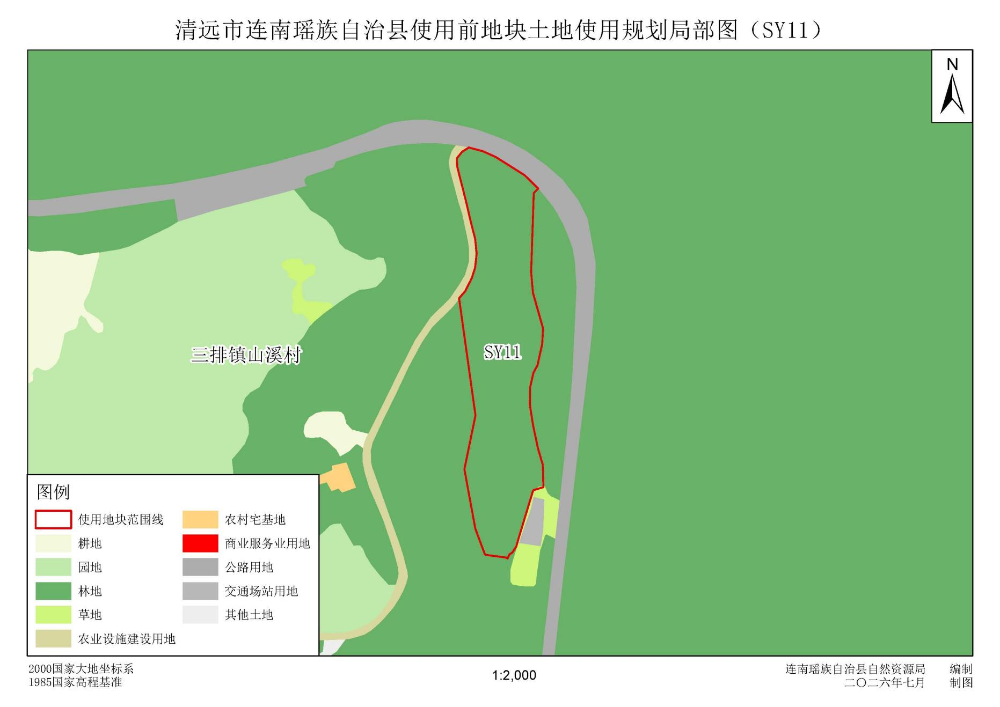 清远市连南瑶族自治县使用前地块土地使用规划局部图（SY11）
N
SY11
三排镇山溪村
图例
使用地块范围线
耕地
园地
林地
草地
农业设施建设用地
农村宅基地
商业服务业用地
公路用地
交通场站用地
其他土地
2000国家大地坐标系
1985国家高程基准
1:2,000
连南瑶族自治县自然资源局 编制
二〇二六年七月 制图